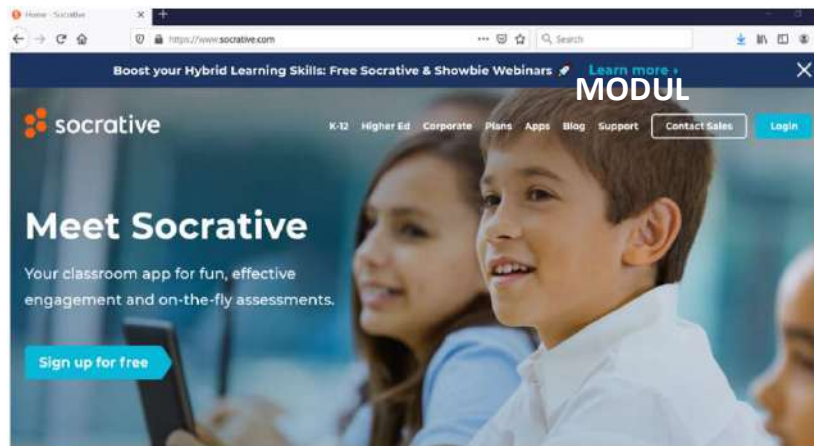 Home - Socrative
https://www.socrative.com
Search
Boost your Hybrid Learning Skills: Free Socrative & Showbie Webinars 🚀 Learn more ›
MODUL
socrative
K-12 Higher Ed Corporate Plans Apps Blog Support Contact Sales Login
Meet Socrative
Your classroom app for fun, effective
engagement and on-the-fly assessments.
Sign up for free